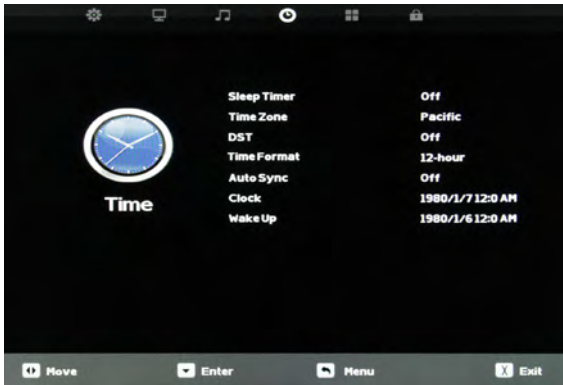 Sleep Timer Off
Time Zone Pacific
DST Off
Time Format 12-hour
Auto Sync Off
Clock 1980/1/7 12:0 AM
Wake Up 1980/1/6 12:0 AM
Time
Move Enter Menu X Exit